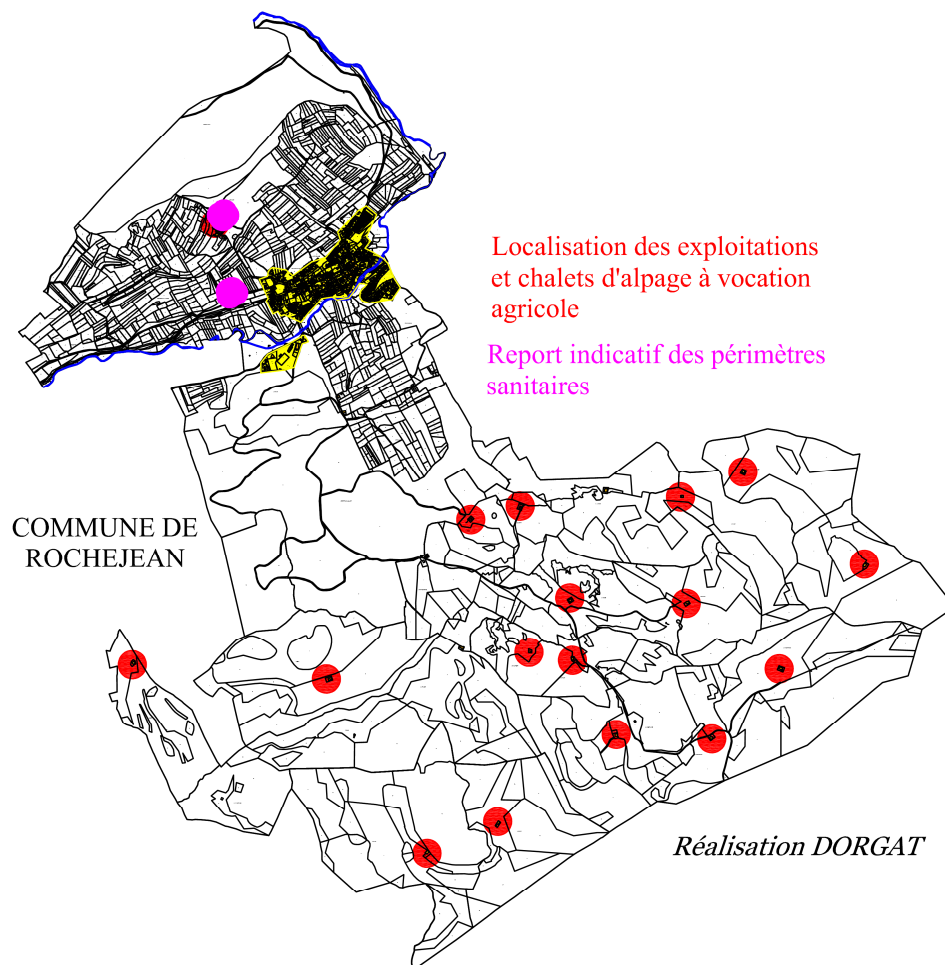 Localisation des exploitations
et chalets d'alpage à vocation
agricole
Report indicatif des périmètres
sanitaires
COMMUNE DE
ROCHEJEAN
Réalisation DORGAT